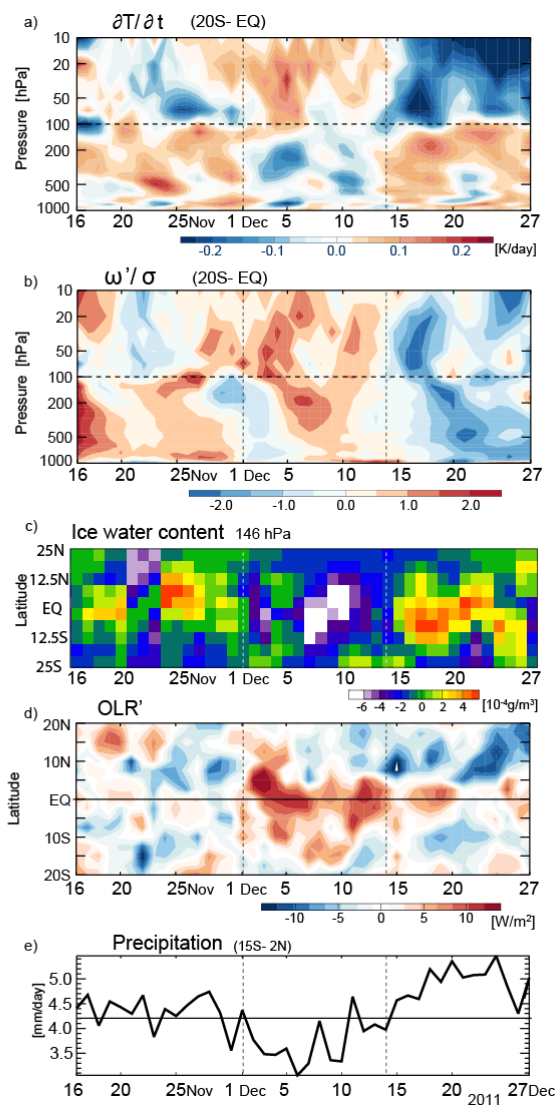 a) ∂T/∂t (20S- EQ)
Pressure [hPa]
10
20
50
100
200
500
1000
16 20 25Nov 1 Dec 5 10 15 20 27
-0.2 -0.1 0.0 0.1 0.2 [K/day]
b) ω'/σ (20S- EQ)
Pressure [hPa]
10
20
50
100
200
500
1000
16 20 25Nov 1 Dec 5 10 15 20 27
-2.0 -1.0 0.0 1.0 2.0
c) Ice water content 146 hPa
Latitude
25N
12.5N
EQ
12.5S
25S
16 20 25Nov 1 Dec 5 10 15 20 27
-6 -4 -2 0 2 4 [10⁻⁴g/m³]
d) OLR'
Latitude
20N
10N
EQ
10S
20S
16 20 25Nov 1 Dec 5 10 15 20 27
-10 -5 0 5 10 [W/m²]
e) Precipitation (15S- 2N)
[mm/day]
5.0
4.5
3.5
16 20 25Nov 1 Dec 5 10 15 20 27Dec
2011